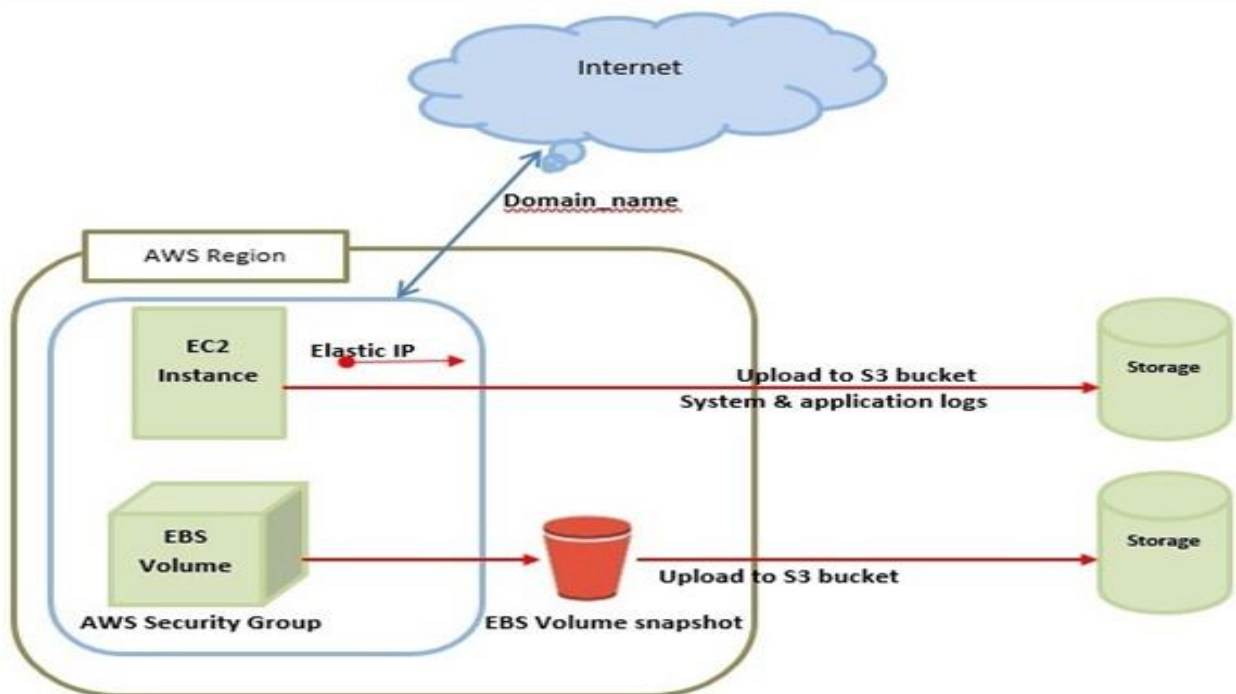 Internet
Domain_name
AWS Region
EC2
Instance
Elastic IP
Upload to S3 bucket
System & application logs
Storage
EBS
Volume
AWS Security Group
EBS Volume snapshot
Upload to S3 bucket
Storage